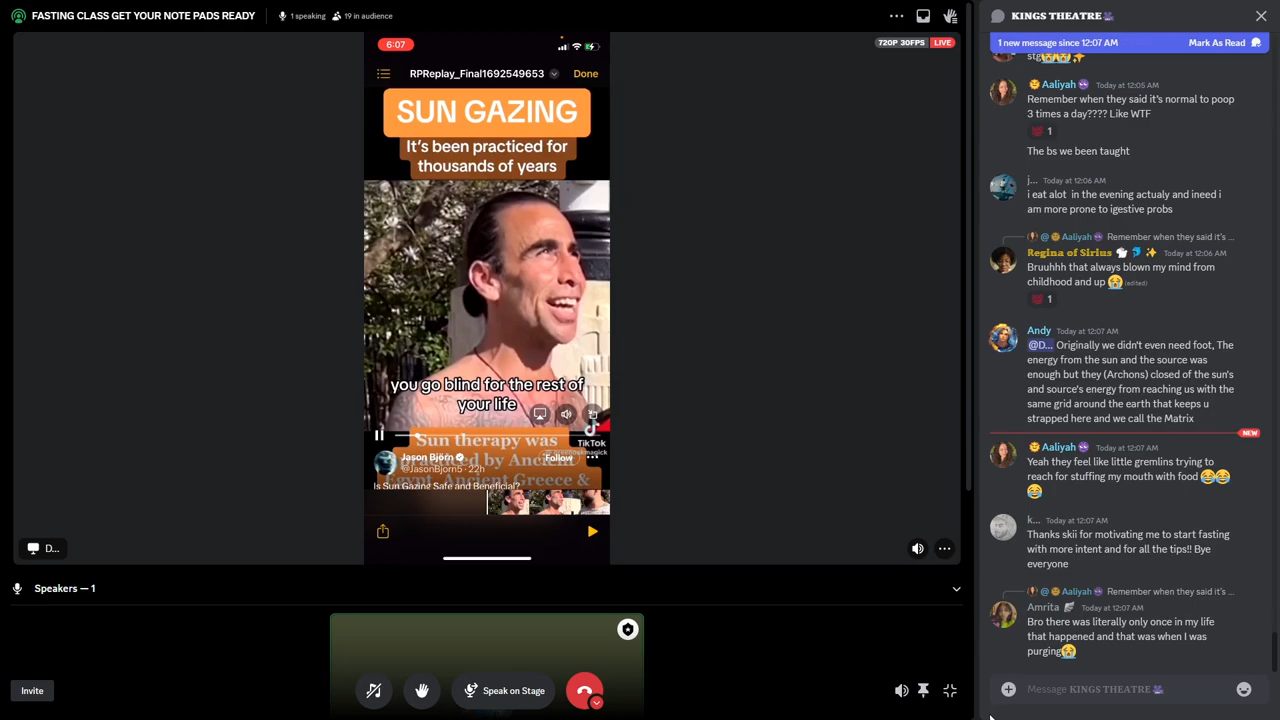 FASTING CLASS GET YOUR NOTE PADS READY
1 speaking
19 in audience
720P 30FPS
LIVE
6:07
RPReplay_Final1692549653
Done
SUN GAZING
It's been practiced for
thousands of years
you go blind for the rest of
your life
Sun therapy was
practiced by Ancient
Egypt, Ancient Greece &
TikTok
Jason Björn
@JasonBjorn5 · 22h
Follow
Is Sun Gazing Safe and Beneficial?
D...
Speakers — 1
Invite
Speak on Stage
KINGS THEATRE
1 new message since 12:07 AM
Mark As Read
stg
Aaliyah Today at 12:05 AM
Remember when they said it's normal to poop
3 times a day???? Like WTF
1
The bs we been taught
j... Today at 12:06 AM
i eat alot in the evening actualy and ineed i
am more prone to igestive probs
@ Aaliyah Remember when they said it's ...
Regina of Sirius Today at 12:06 AM
Bruuhhh that always blown my mind from
childhood and up 😭 (edited)
1
Andy Today at 12:07 AM
@D... Originally we didn't even need foot, The
energy from the sun and the source was
enough but they (Archons) closed of the sun's
and source's energy from reaching us with the
same grid around the earth that keeps u
strapped here and we call the Matrix
NEW
Aaliyah Today at 12:07 AM
Yeah they feel like little gremlins trying to
reach for stuffing my mouth with food 😂😂
😂
k... Today at 12:07 AM
Thanks skii for motivating me to start fasting
with more intent and for all the tips!! Bye
everyone
@ Aaliyah Remember when they said it's ...
Amrita Today at 12:07 AM
Bro there was literally only once in my life
that happened and that was when I was
purging😭
Message KINGS THEATRE